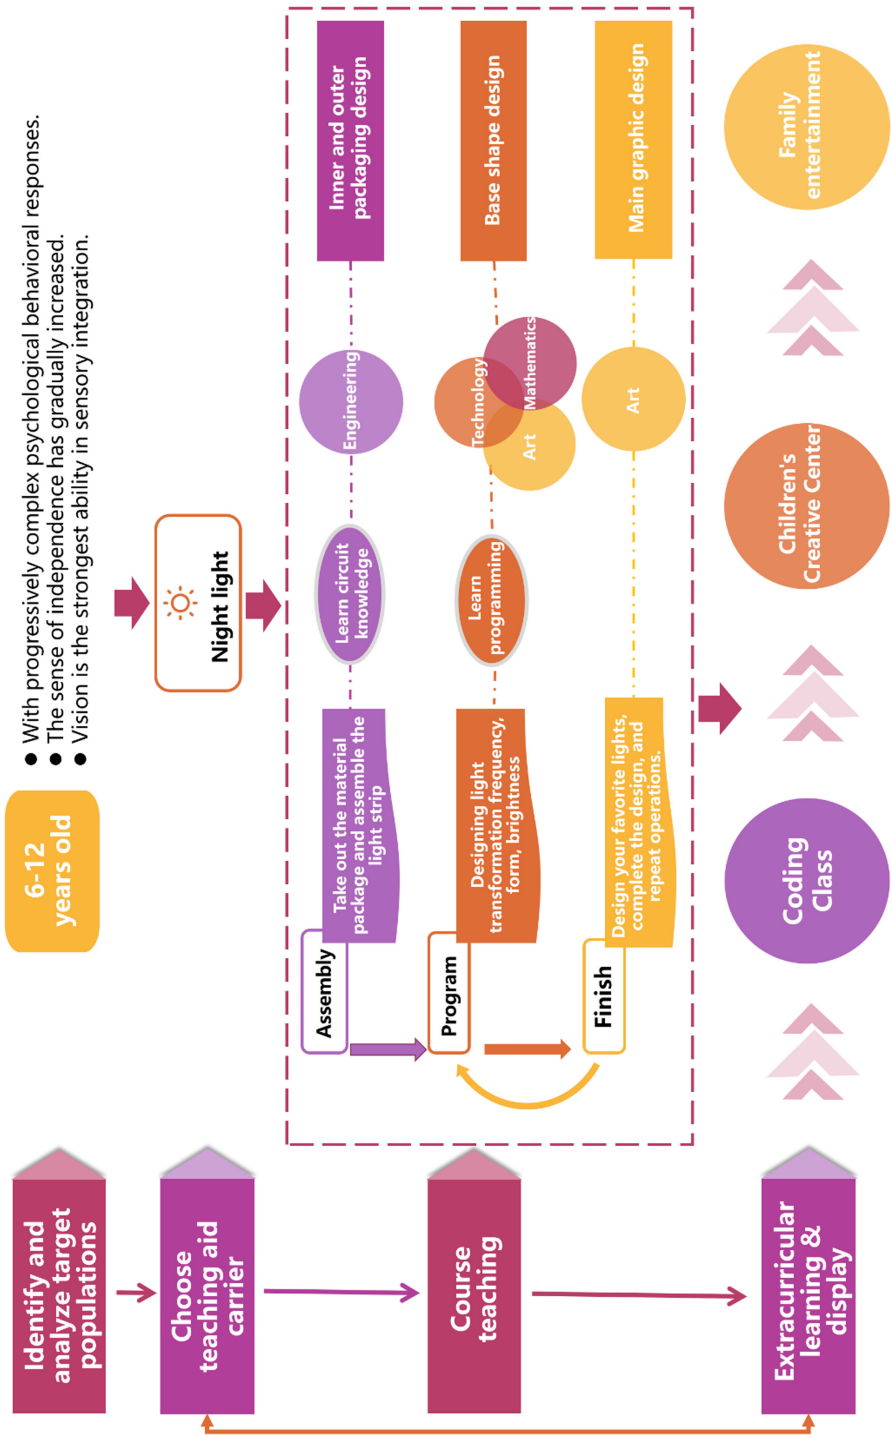 Identify and
analyze target
populations
6-12
years old
● With progressively complex psychological behavioral responses.
● The sense of independence has gradually increased.
● Vision is the strongest ability in sensory integration.
Choose
teaching aid
carrier
Night light
Course
teaching
Assembly
Take out the material
package and assemble the
light strip
Learn circuit
knowledge
Engineering
Inner and outer
packaging design
Program
Designing light
transformation frequency,
form, brightness
Learn
programming
Technology
Art
Mathematics
Base shape design
Finish
Design your favorite lights,
complete the design, and
repeat operations.
Art
Main graphic design
Extracurricular
learning &
display
Coding
Class
Children's
Creative Center
Family
entertainment